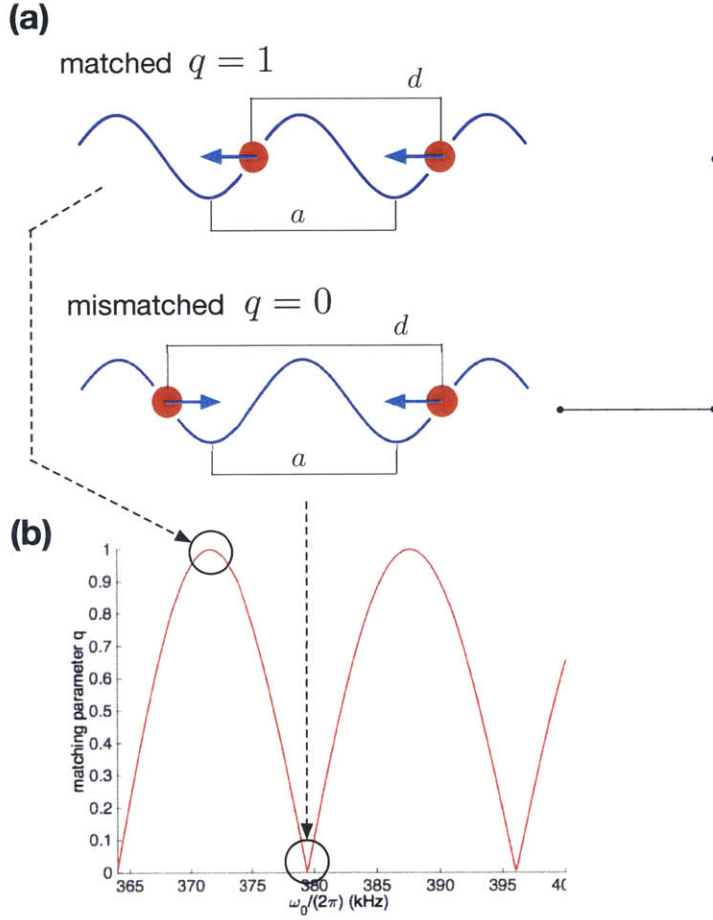 (a)
matched q = 1
d
a
mismatched q = 0
d
a
(b)
1
0.9
0.8
0.7
0.6
0.5
0.4
0.3
0.2
0.1
0
matching parameter q
365 370 375 380 385 390 395 40
ω₀/(2π) (kHz)